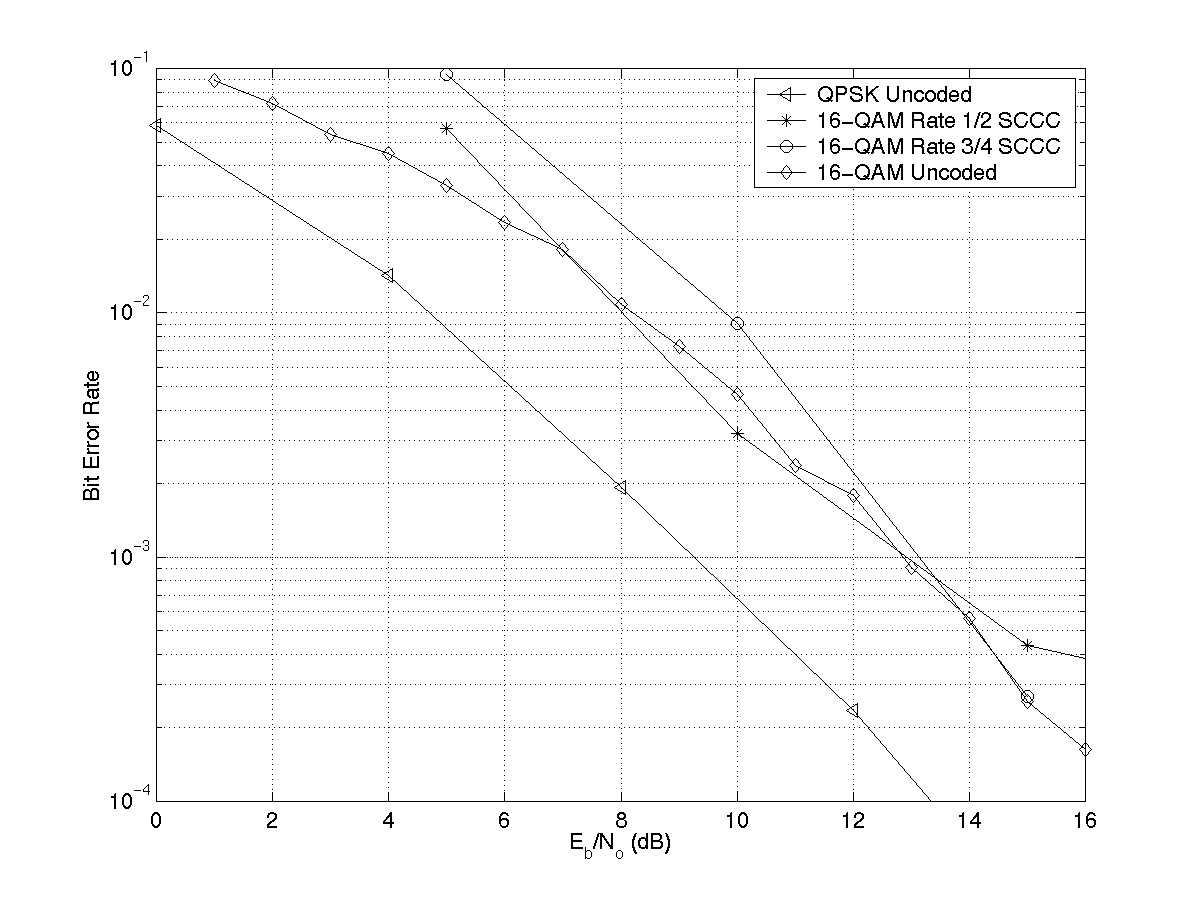 QPSK Uncoded
16−QAM Rate 1/2 SCCC
16−QAM Rate 3/4 SCCC
16−QAM Uncoded
10−1
10−2
10−3
10−4
Bit Error Rate
0 2 4 6 8 10 12 14 16
Eb/No (dB)